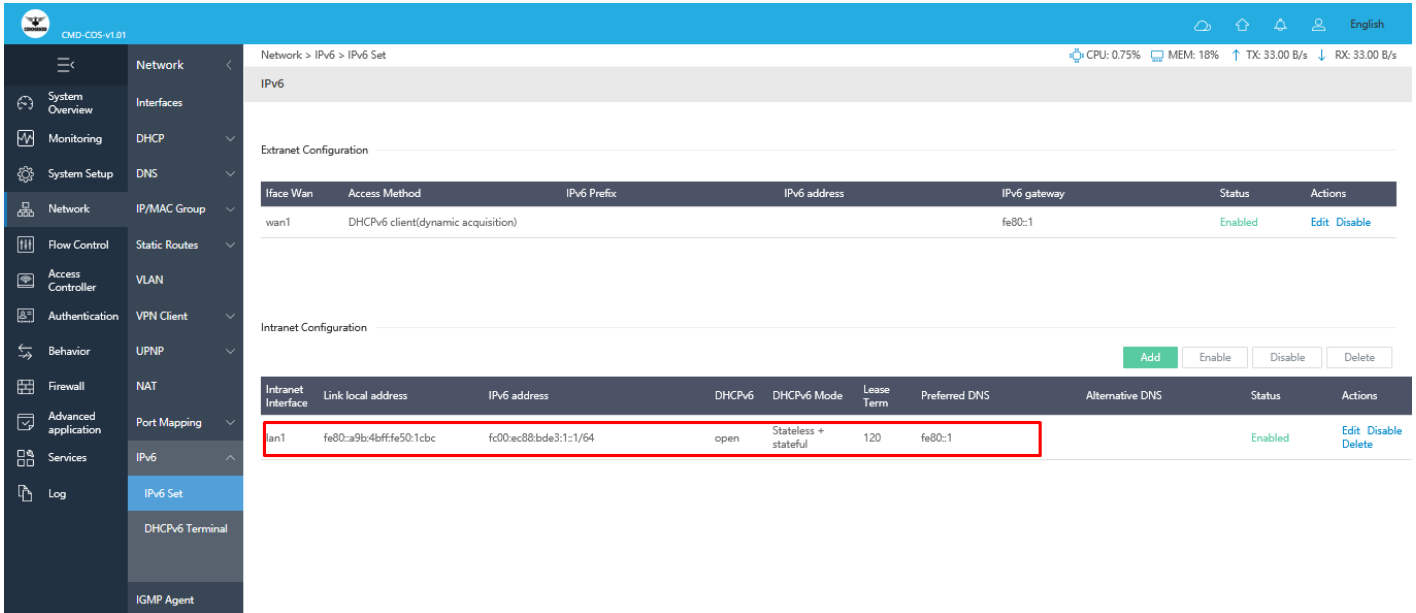 COMMANDO
CMD-COS-v1.01
English
Network
Network > IPv6 > IPv6 Set
CPU: 0.75%
MEM: 18%
TX: 33.00 B/s
RX: 33.00 B/s
IPv6
System
Overview
Monitoring
System Setup
Network
Flow Control
Access
Controller
Authentication
Behavior
Firewall
Advanced
application
Services
Log
Interfaces
DHCP
DNS
IP/MAC Group
Static Routes
VLAN
VPN Client
UPNP
NAT
Port Mapping
IPv6
IPv6 Set
DHCPv6 Terminal
IGMP Agent
Extranet Configuration
Iface Wan Access Method IPv6 Prefix IPv6 address IPv6 gateway Status Actions
wan1 DHCPv6 client(dynamic acquisition) fe80::1 Enabled Edit Disable
Intranet Configuration
Add Enable Disable Delete
Intranet
Interface Link local address IPv6 address DHCPv6 DHCPv6 Mode Lease
Term Preferred DNS Alternative DNS Status Actions
lan1 fe80::a9b:4bff:fe50:1cbc fc00:ec88:bde3:1::1/64 open Stateless +
stateful 120 fe80::1 Enabled Edit Disable
Delete